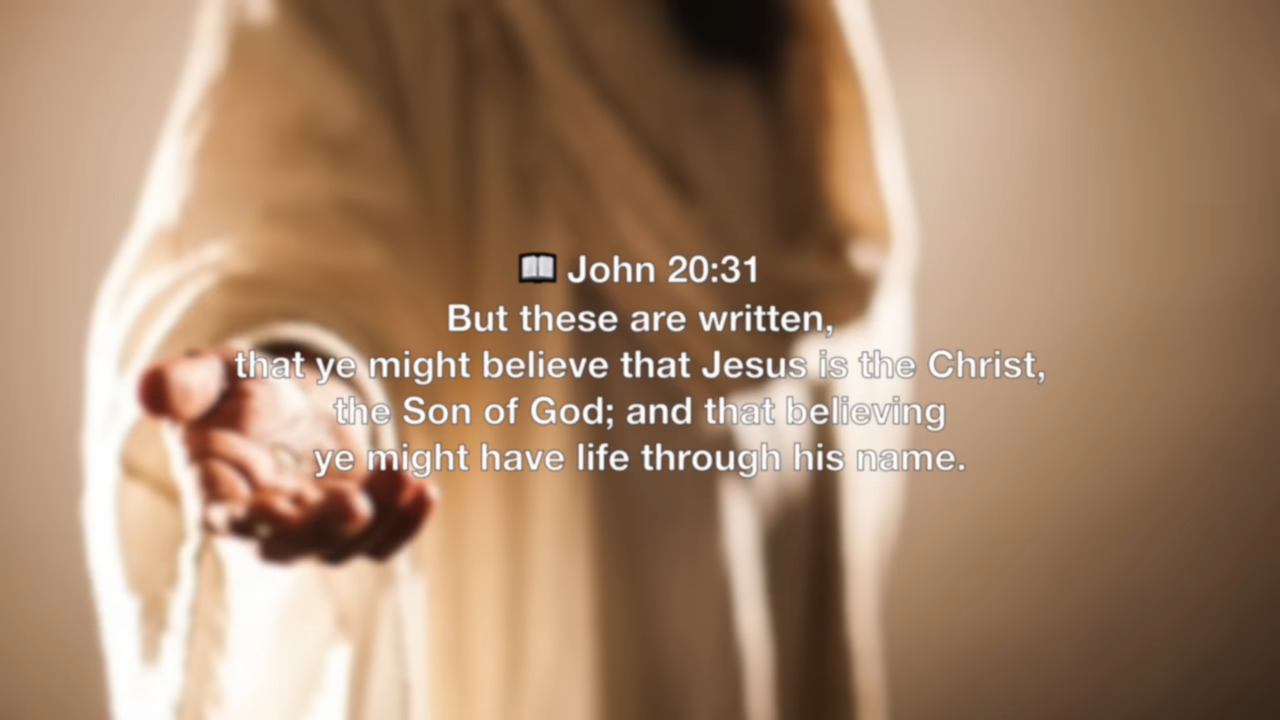 📖 John 20:31
But these are written,
that ye might believe that Jesus is the Christ,
the Son of God; and that believing
ye might have life through his name.